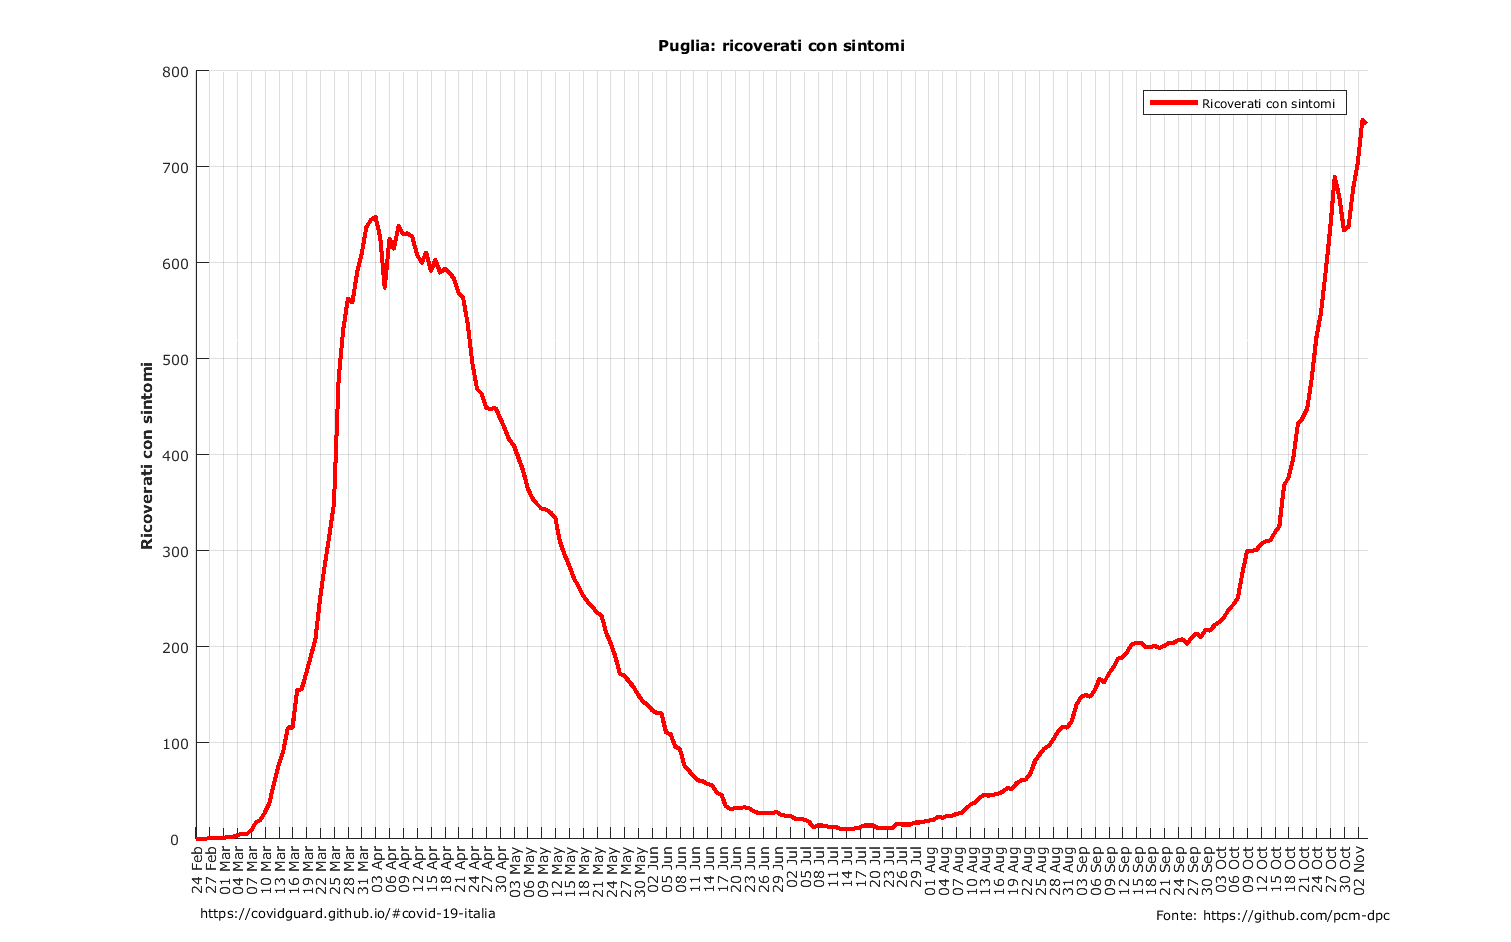 Puglia: ricoverati con sintomi
Ricoverati con sintomi
Ricoverati con sintomi
800
700
600
500
400
300
200
100
0
24 Feb
27 Feb
01 Mar
04 Mar
07 Mar
10 Mar
13 Mar
16 Mar
19 Mar
22 Mar
25 Mar
28 Mar
31 Mar
03 Apr
06 Apr
09 Apr
12 Apr
15 Apr
18 Apr
21 Apr
24 Apr
27 Apr
30 Apr
03 May
06 May
09 May
12 May
15 May
18 May
21 May
24 May
27 May
30 May
02 Jun
05 Jun
08 Jun
11 Jun
14 Jun
17 Jun
20 Jun
23 Jun
26 Jun
29 Jun
02 Jul
05 Jul
08 Jul
11 Jul
14 Jul
17 Jul
20 Jul
23 Jul
26 Jul
29 Jul
01 Aug
04 Aug
07 Aug
10 Aug
13 Aug
16 Aug
19 Aug
22 Aug
25 Aug
28 Aug
31 Aug
03 Sep
06 Sep
09 Sep
12 Sep
15 Sep
18 Sep
21 Sep
24 Sep
27 Sep
30 Sep
03 Oct
06 Oct
09 Oct
12 Oct
15 Oct
18 Oct
21 Oct
24 Oct
27 Oct
30 Oct
02 Nov
https://covidguard.github.io/#covid-19-italia
Fonte: https://github.com/pcm-dpc